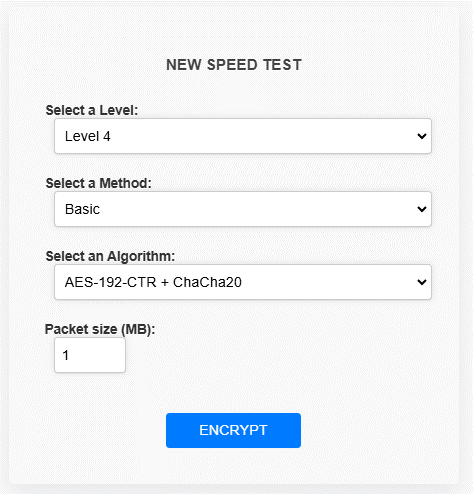 NEW SPEED TEST
Select a Level:
Level 4
Select a Method:
Basic
Select an Algorithm:
AES-192-CTR + ChaCha20
Packet size (MB):
1
ENCRYPT